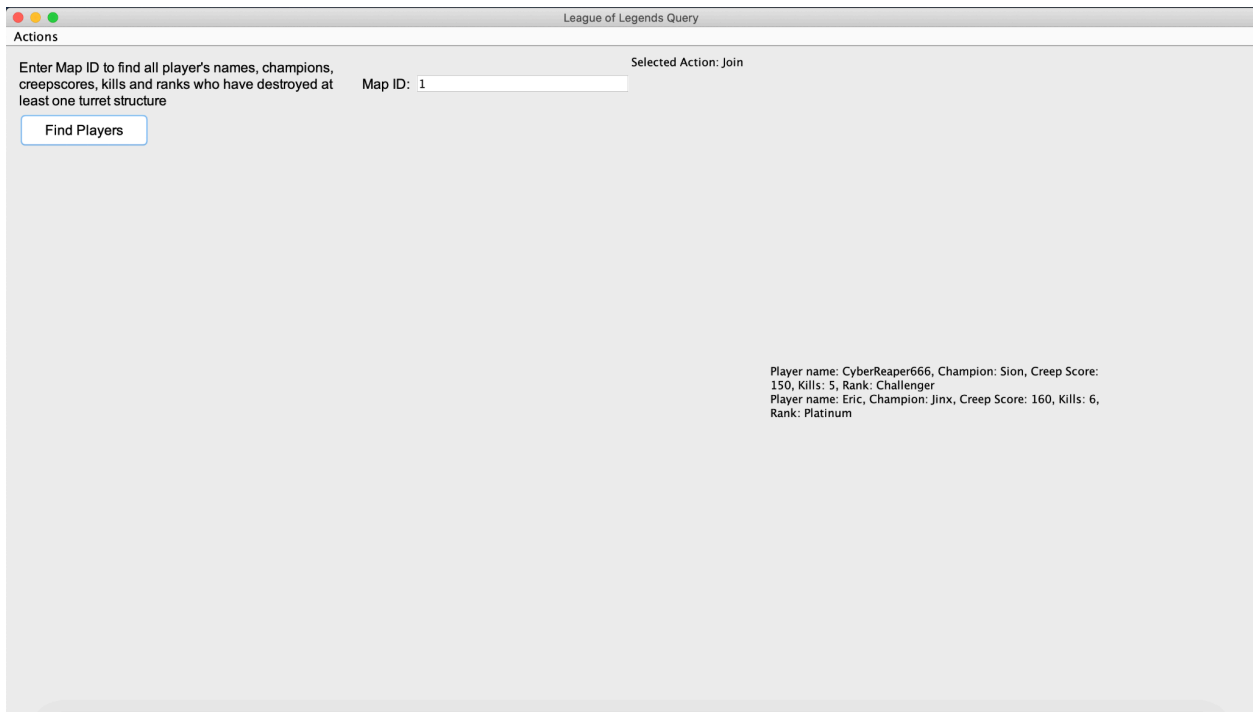 League of Legends Query
Actions
Enter Map ID to find all player's names, champions,
creepscores, kills and ranks who have destroyed at
least one turret structure
Map ID: 1
Selected Action: Join
Find Players
Player name: CyberReaper666, Champion: Sion, Creep Score:
150, Kills: 5, Rank: Challenger
Player name: Eric, Champion: Jinx, Creep Score: 160, Kills: 6,
Rank: Platinum